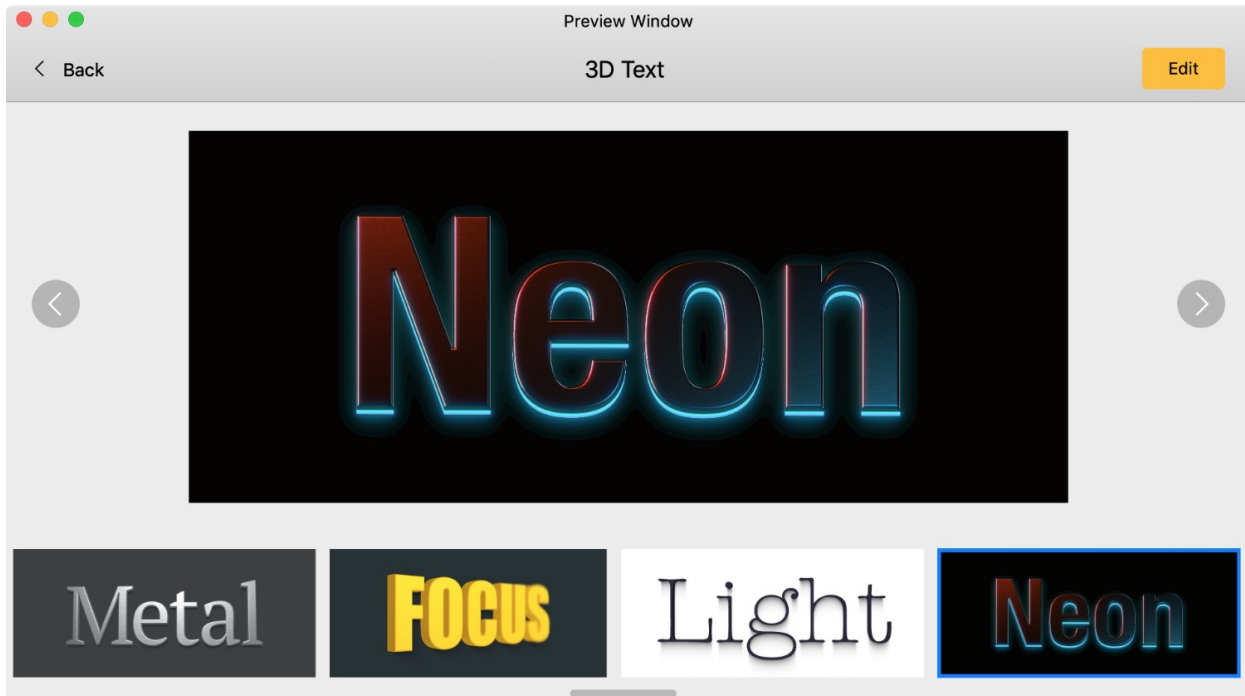 Preview Window
Back
3D Text
Edit
Neon
Metal
FOCUS
Light
Neon